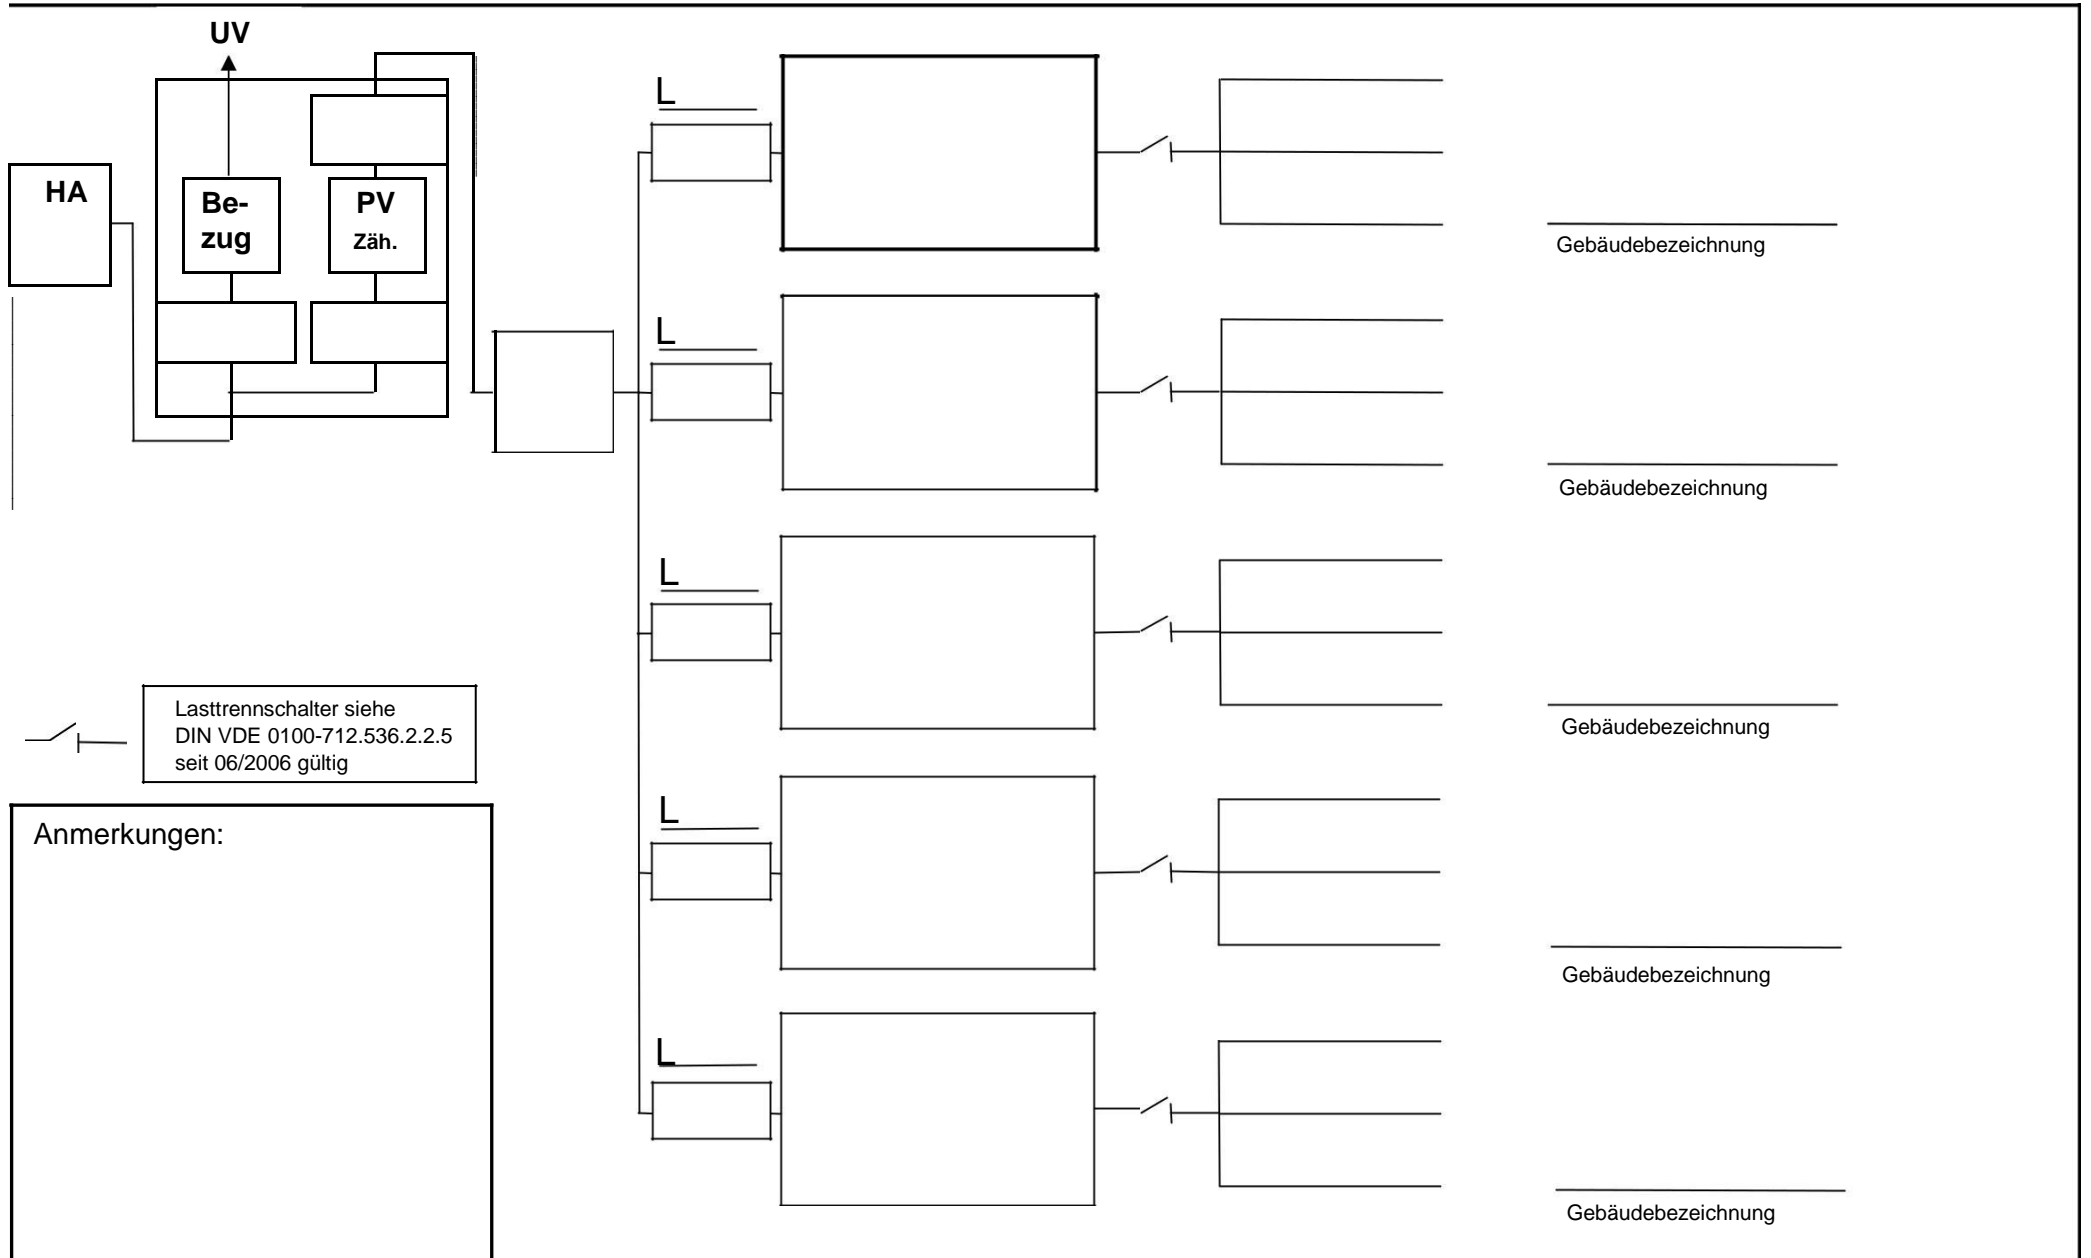 UV
HA
Be-
zug
PV
Zäh.
L
Gebäudebezeichnung
L
Gebäudebezeichnung
L
Gebäudebezeichnung
Lasttrennschalter siehe
DIN VDE 0100-712.536.2.2.5
seit 06/2006 gültig
L
Gebäudebezeichnung
Anmerkungen:
L
Gebäudebezeichnung